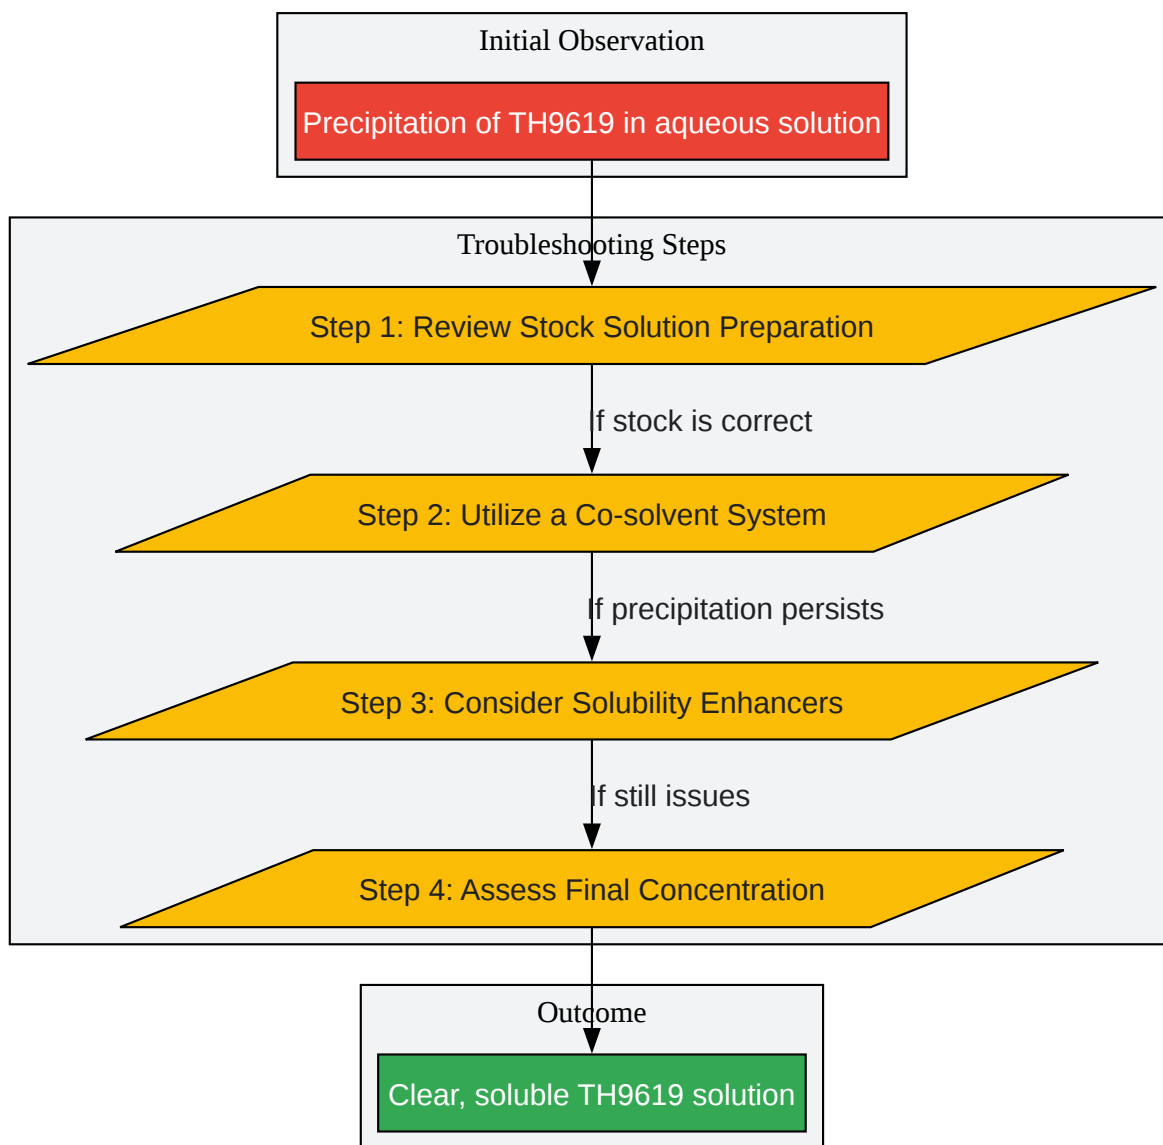 Initial Observation
Precipitation of TH9619 in aqueous solution
Troubleshooting Steps
Step 1: Review Stock Solution Preparation
If stock is correct
Step 2: Utilize a Co-solvent System
If precipitation persists
Step 3: Consider Solubility Enhancers
If still issues
Step 4: Assess Final Concentration
Outcome
Clear, soluble TH9619 solution